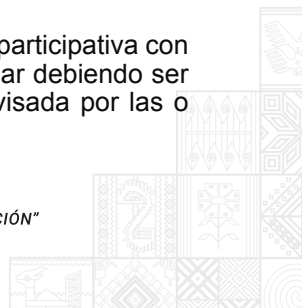 participativa con
ar debiendo ser
visada por las o
CIÓN”